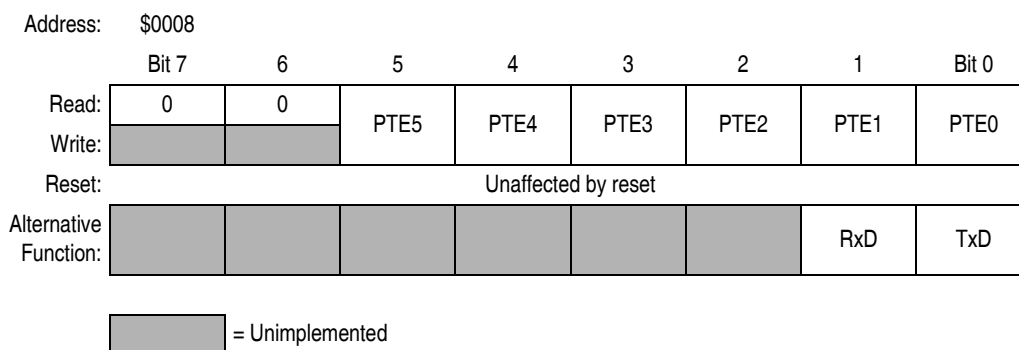 Address: $0008
Bit 7 6 5 4 3 2 1 Bit 0
Read: 0 0 PTE5 PTE4 PTE3 PTE2 PTE1 PTE0
Write:
Reset: Unaffected by reset
Alternative
Function: RxD TxD
= Unimplemented